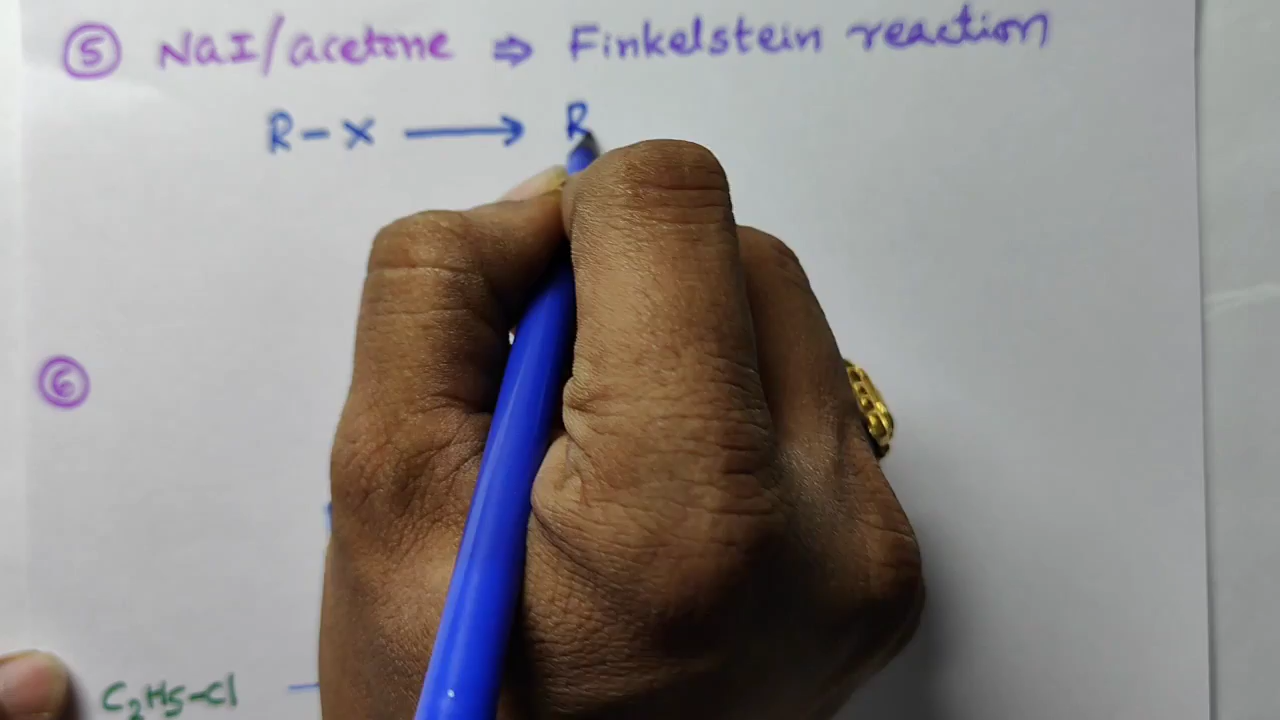 ⑤ NaI/acetone ⇒ Finkelstein reaction
R - X ⟶ R
⑥
C₂H₅-Cl